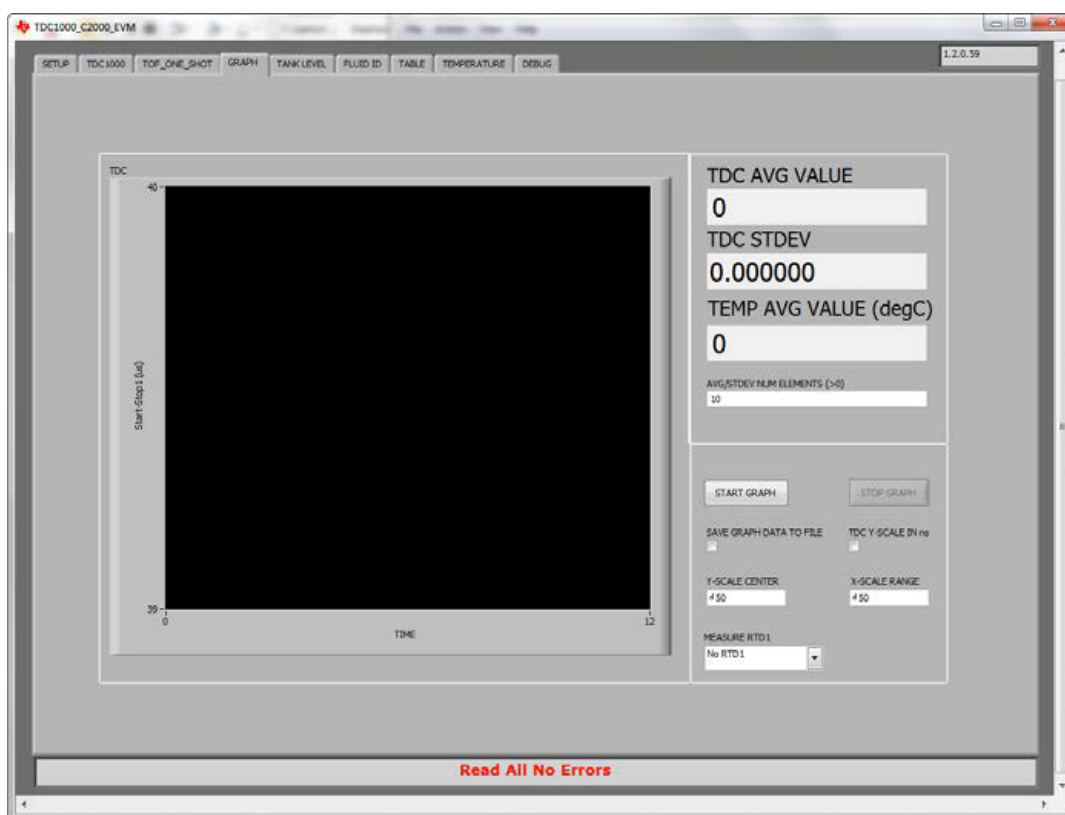 TDC1000_C2000_EVM
1.2.0.59
SETUP TDC1000 TOF_ONE_SHOT GRAPH TANK LEVEL FLUID ID TABLE TEMPERATURE DEBUG
TDC
40
Start-Stop1 (us)
39
0
12
TIME
TDC AVG VALUE
0
TDC STDEV
0.000000
TEMP AVG VALUE (degC)
0
AVG/STDEV NUM ELEMENTS (>0)
10
START GRAPH STOP GRAPH
SAVE GRAPH DATA TO FILE TDC Y-SCALE IN ns
Y-SCALE CENTER X-SCALE RANGE
50 50
MEASURE RTD1
No RTD1
Read All No Errors